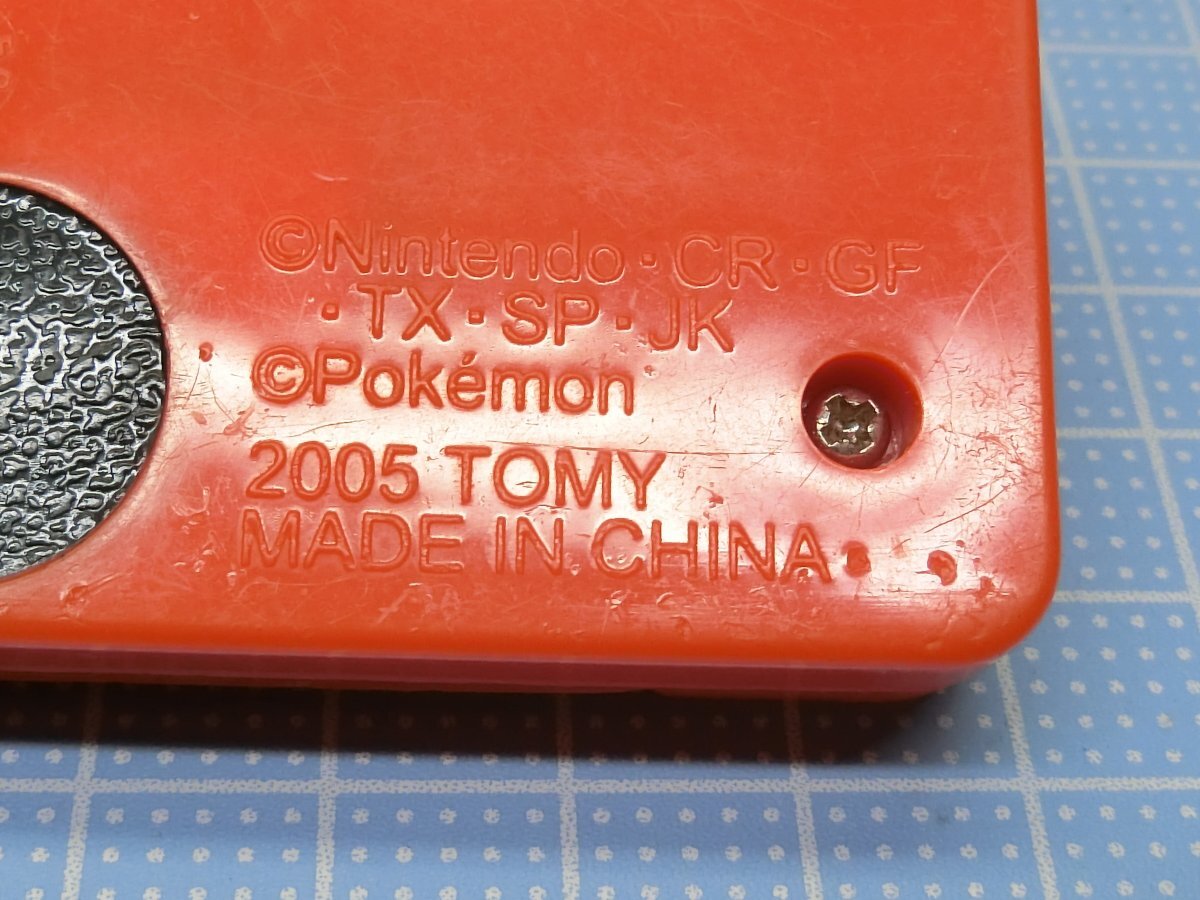 ©Nintendo・CR・GF
・TX・SP・JK
©Pokémon
2005 TOMY
MADE IN CHINA